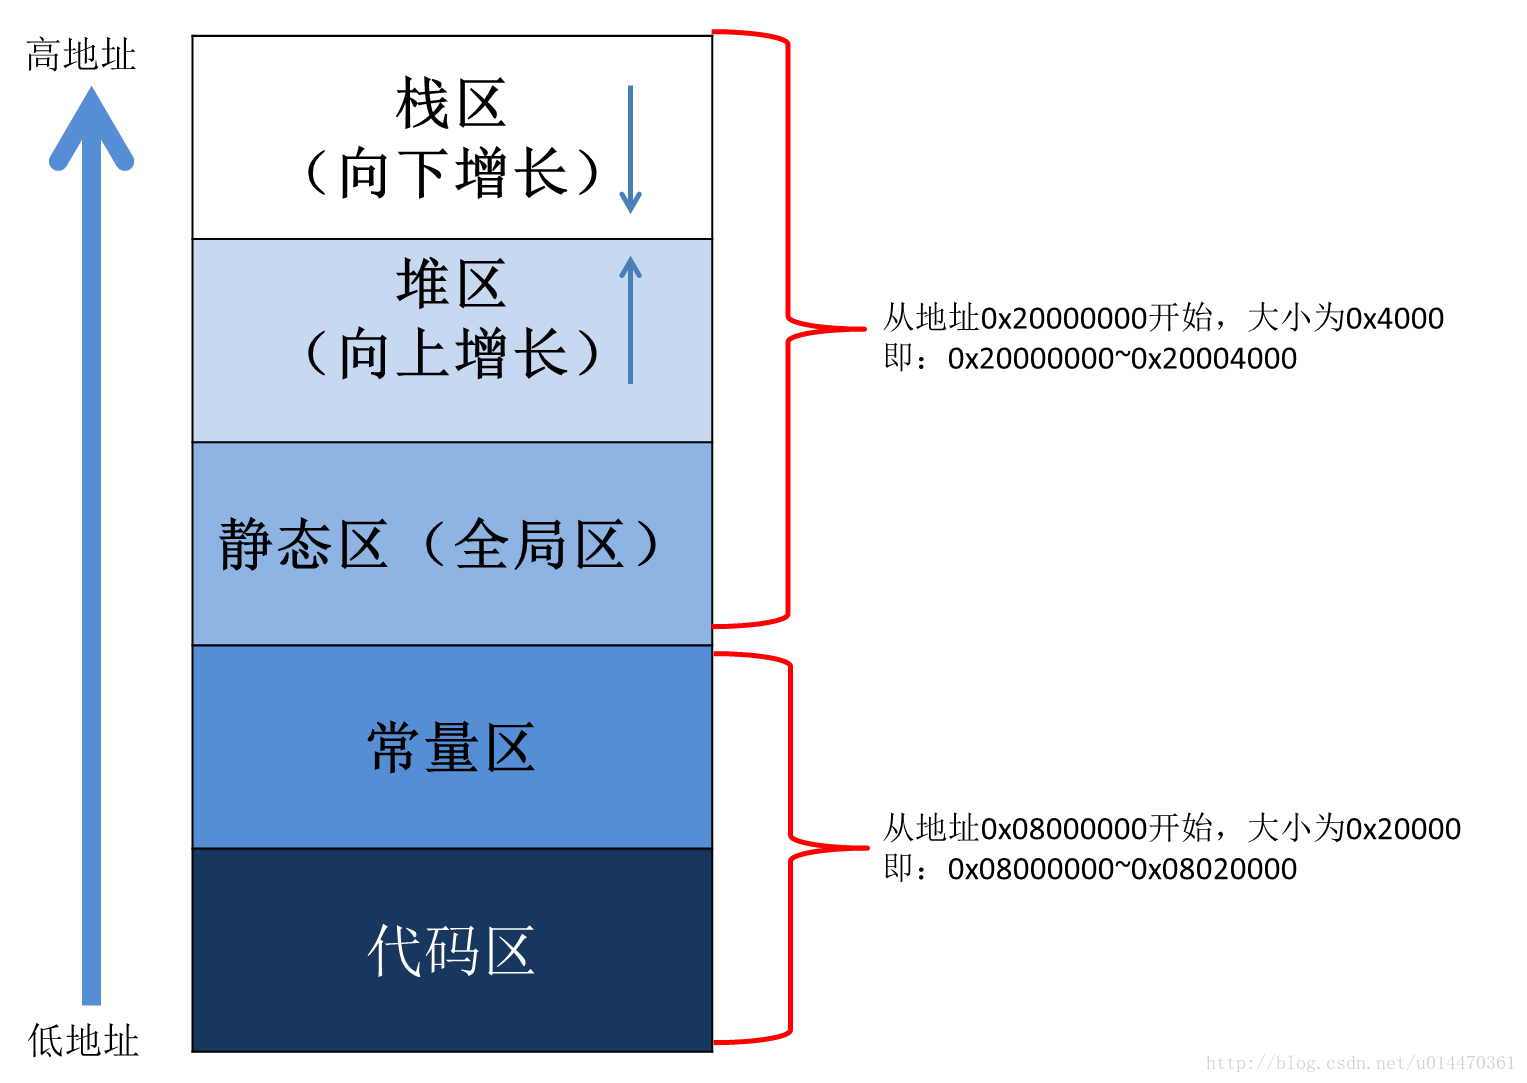 高地址
栈区
（向下增长）
堆区
（向上增长）
从地址0x20000000开始，大小为0x4000
即：0x20000000~0x20004000
静态区（全局区）
常量区
从地址0x08000000开始，大小为0x20000
即：0x08000000~0x08020000
代码区
低地址
http://blog.csdn.net/u014470361